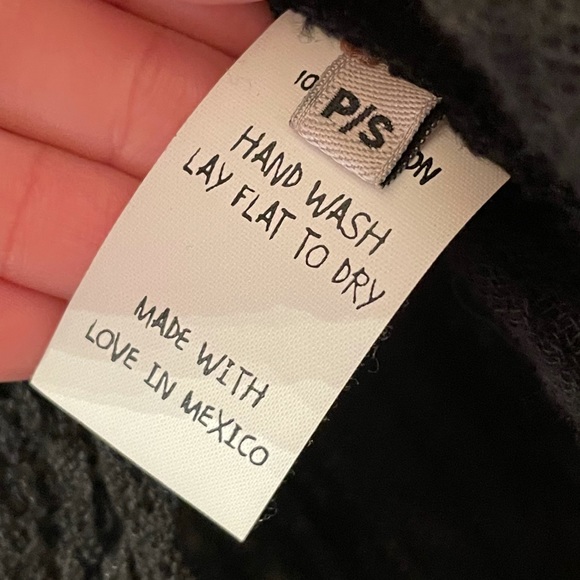 P/S
HAND WASH
LAY FLAT TO DRY
MADE WITH
LOVE IN MEXICO